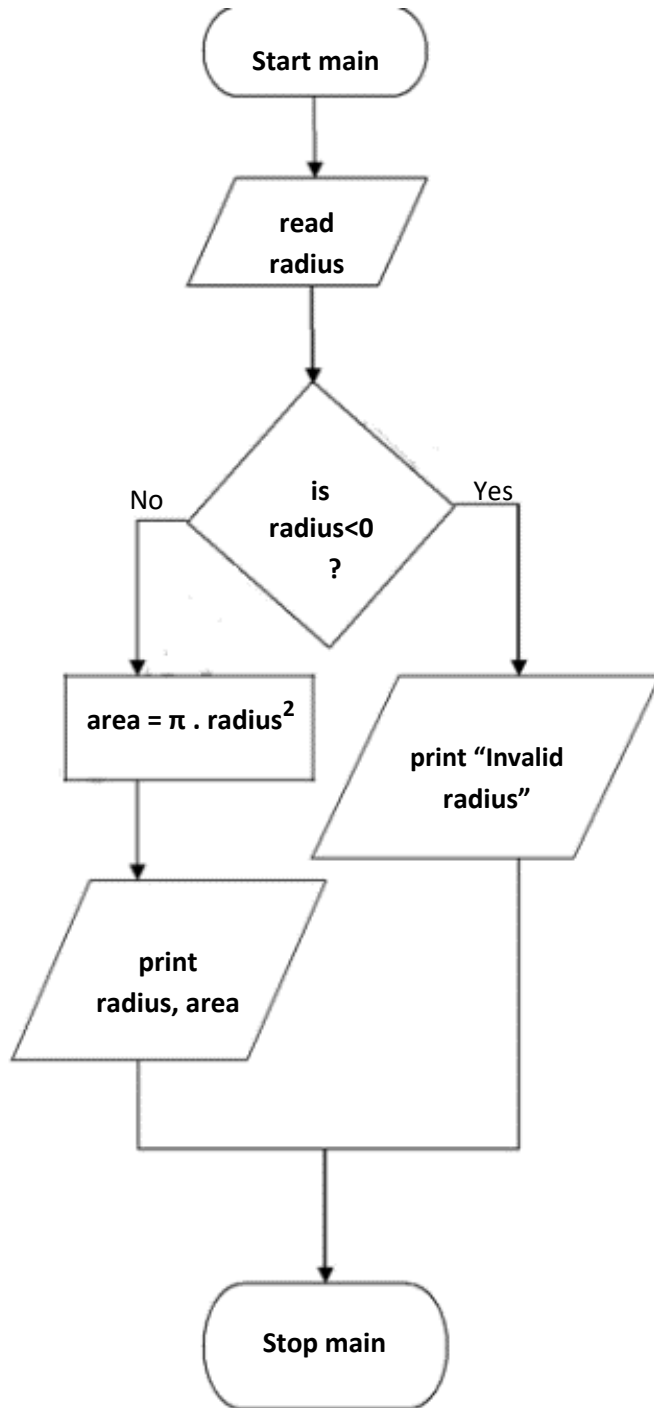 Start main
read
radius
is
radius<0
?
No
Yes
area = π . radius²
print “Invalid
radius”
print
radius, area
Stop main